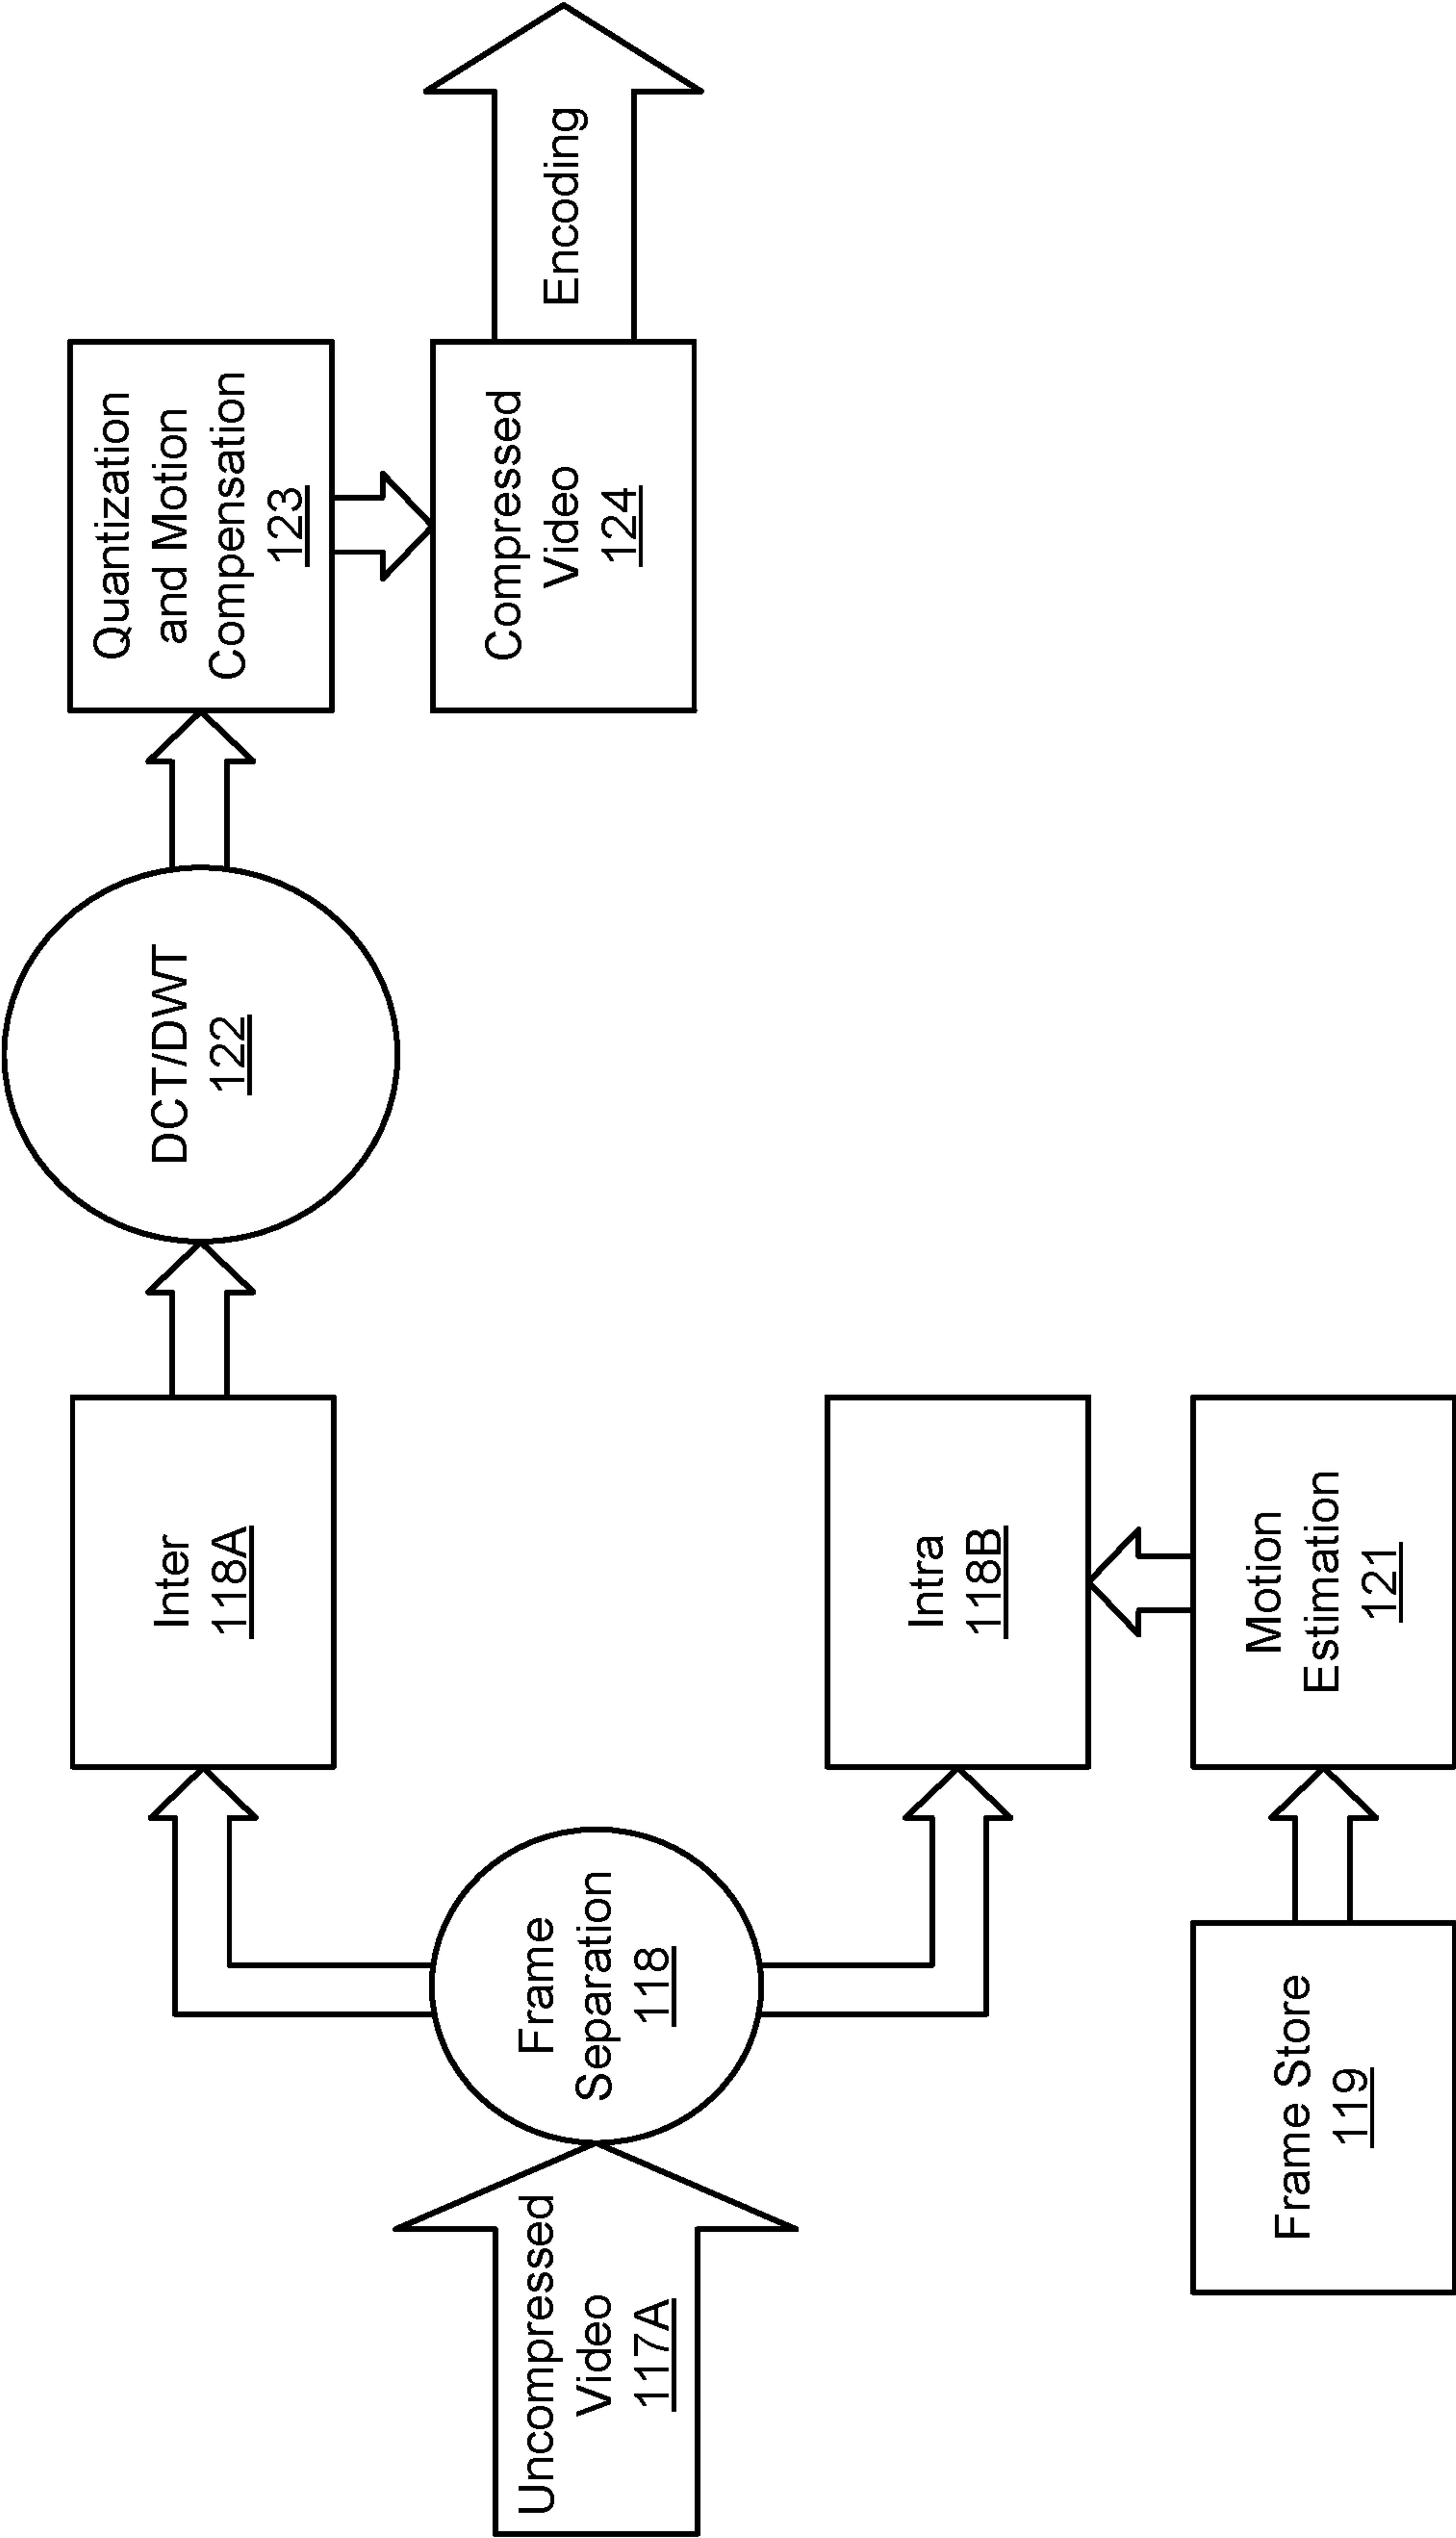 Uncompressed
Video
117A
Frame
Separation
118
Inter
118A
DCT/DWT
122
Quantization
and Motion
Compensation
123
Compressed
Video
124
Encoding
Intra
118B
Frame Store
119
Motion
Estimation
121